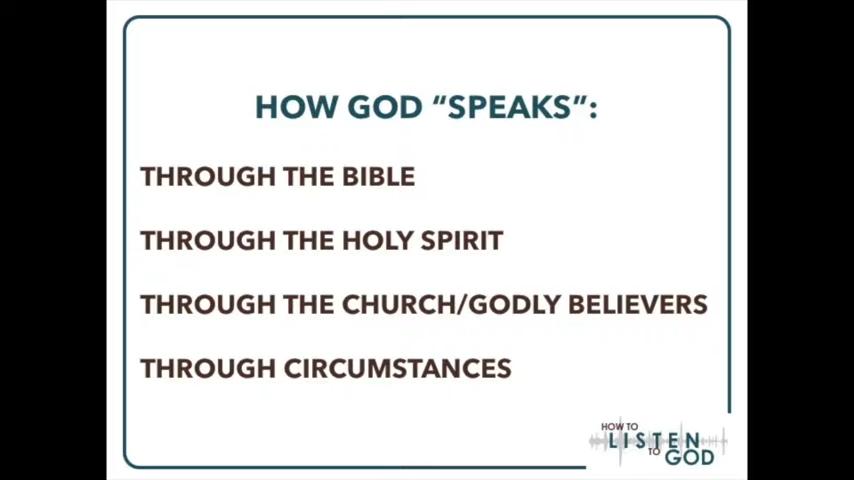 HOW GOD “SPEAKS”:
THROUGH THE BIBLE
THROUGH THE HOLY SPIRIT
THROUGH THE CHURCH/GODLY BELIEVERS
THROUGH CIRCUMSTANCES
HOW TO
LISTEN
TO GOD